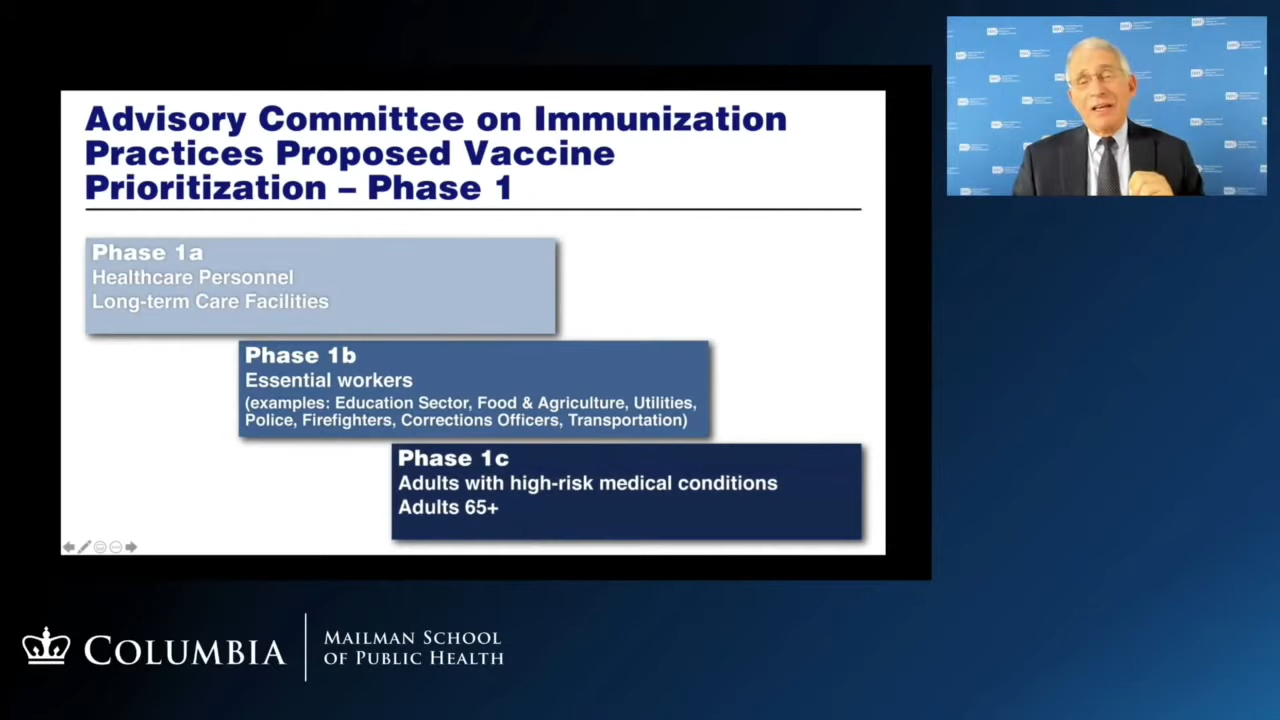 Advisory Committee on Immunization
Practices Proposed Vaccine
Prioritization – Phase 1
Phase 1a
Healthcare Personnel
Long-term Care Facilities
Phase 1b
Essential workers
(examples: Education Sector, Food & Agriculture, Utilities,
Police, Firefighters, Corrections Officers, Transportation)
Phase 1c
Adults with high-risk medical conditions
Adults 65+
COLUMBIA
MAILMAN SCHOOL
OF PUBLIC HEALTH